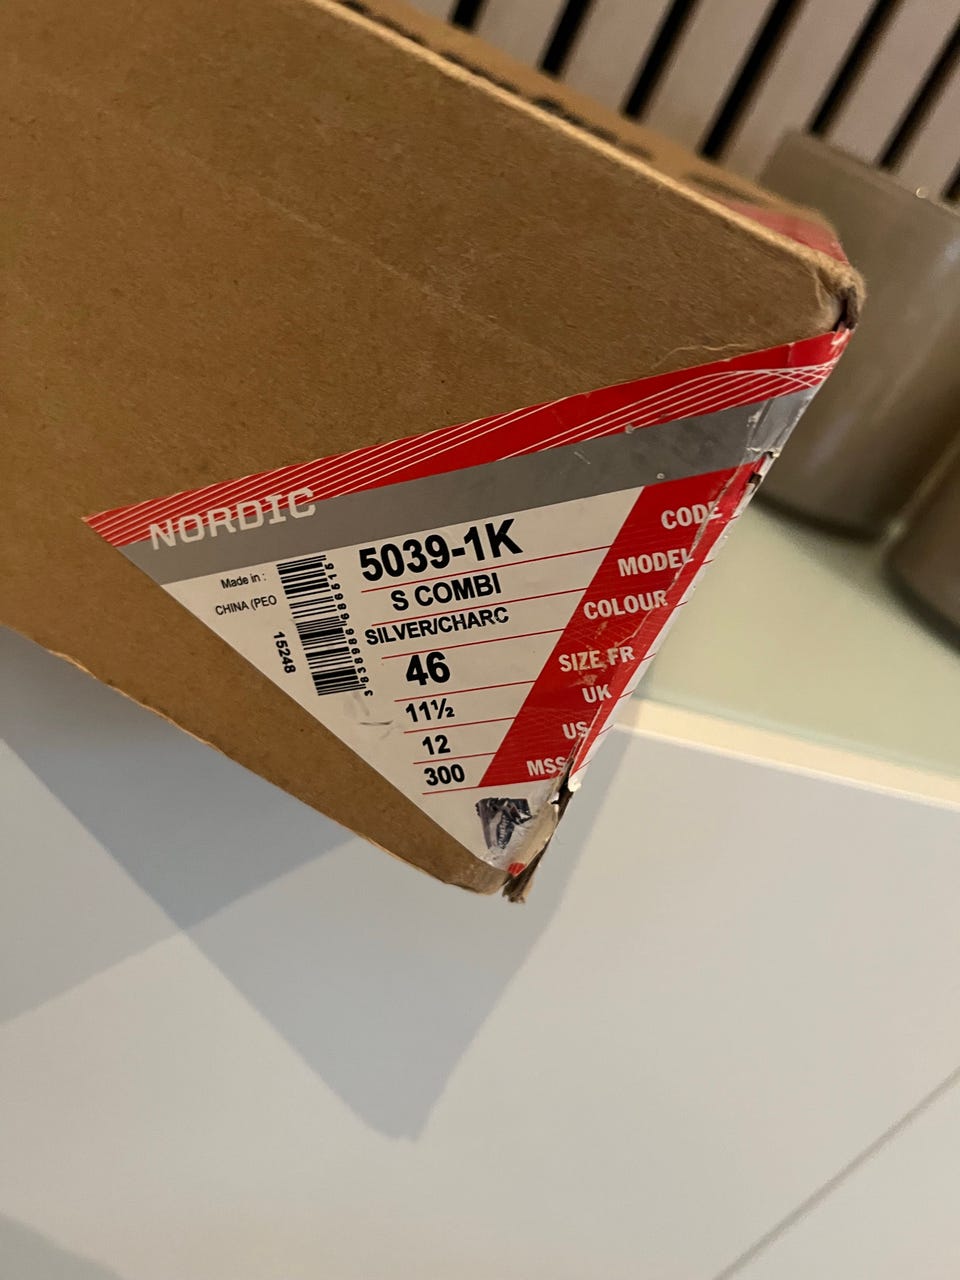 NORDIC
Made in :
CHINA (PEO
15248
3838986686616
5039-1K CODE
S COMBI MODEL
SILVER/CHARC COLOUR
46 SIZE FR
11½ UK
12 US
300 MSS